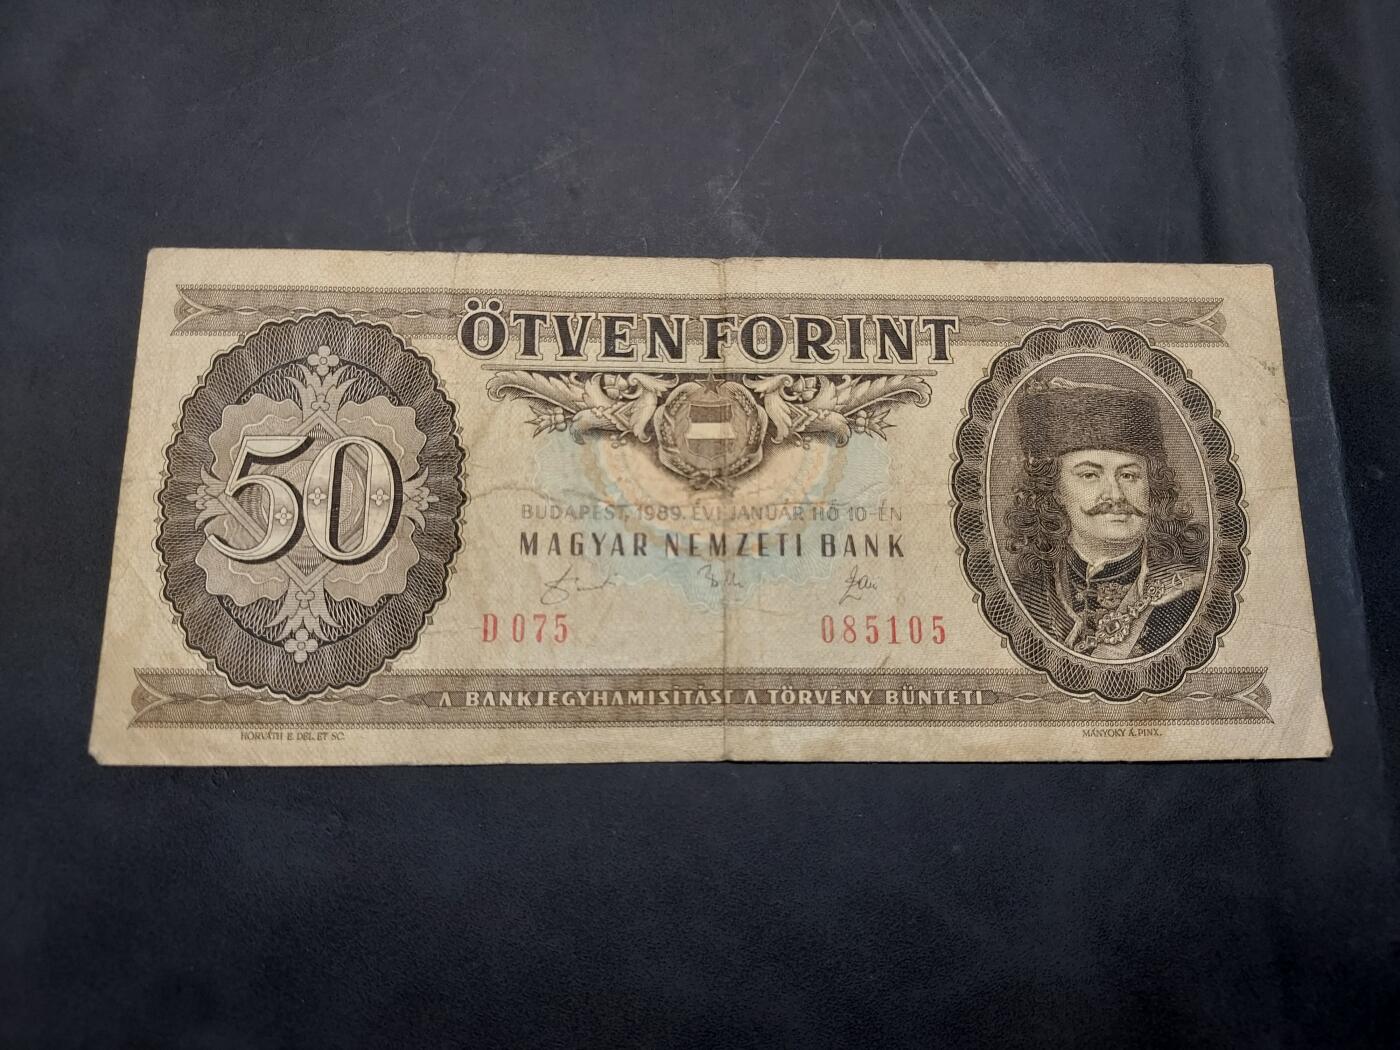 ÖTVEN FORINT
50
BUDAPEST, 1989. ÉVI JANUÁR HÓ 10-ÉN
MAGYAR NEMZETI BANK
D 075 085105
A BANKJEGYHAMISÍTÁST A TÖRVÉNY BÜNTETI
HORVÁTH E. DEL. ET SC. MÁNYOKY Á. PINX.